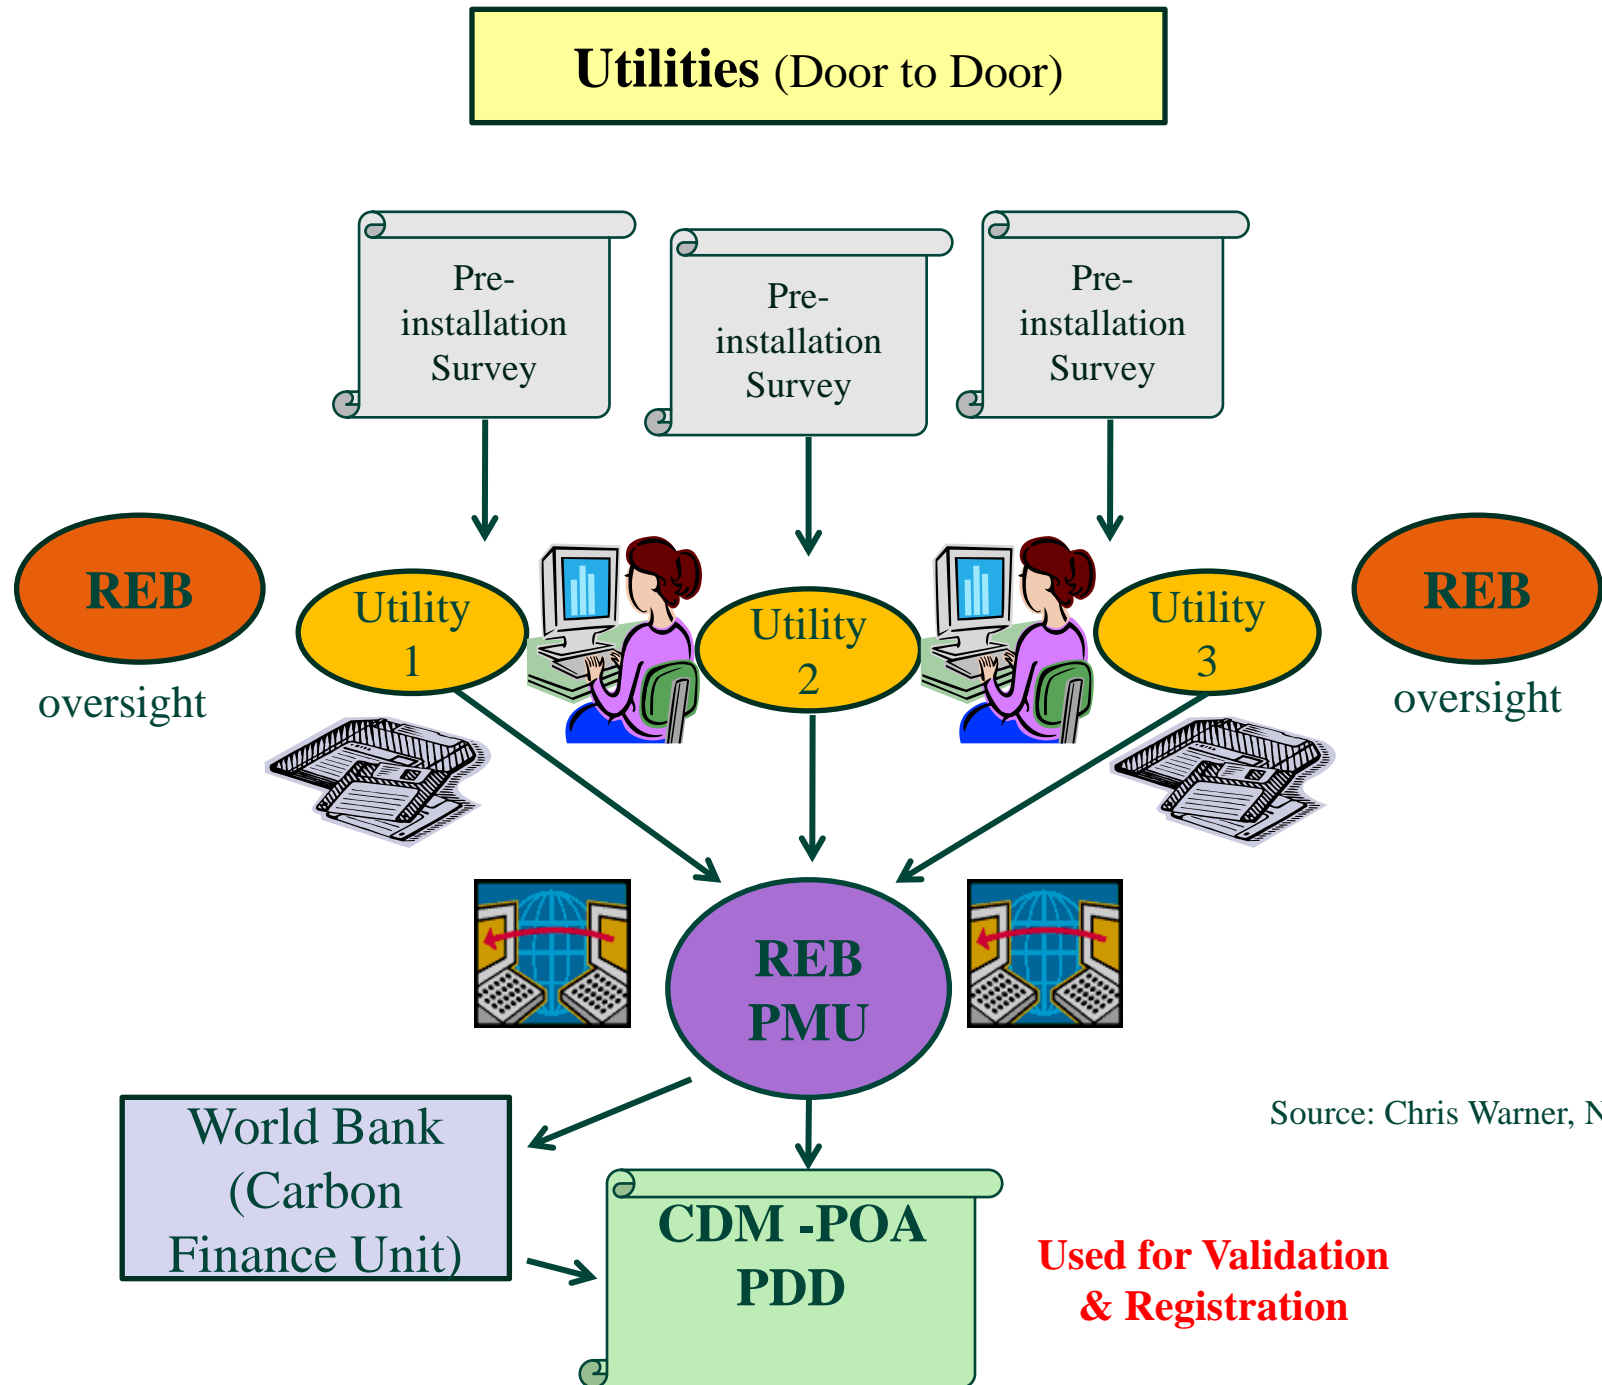 Utilities (Door to Door)
Pre-
installation
Survey
Pre-
installation
Survey
Pre-
installation
Survey
REB
oversight
Utility
1
Utility
2
Utility
3
REB
oversight
REB
PMU
World Bank
(Carbon
Finance Unit)
Source: Chris Warner, N
CDM -POA
PDD
Used for Validation
& Registration